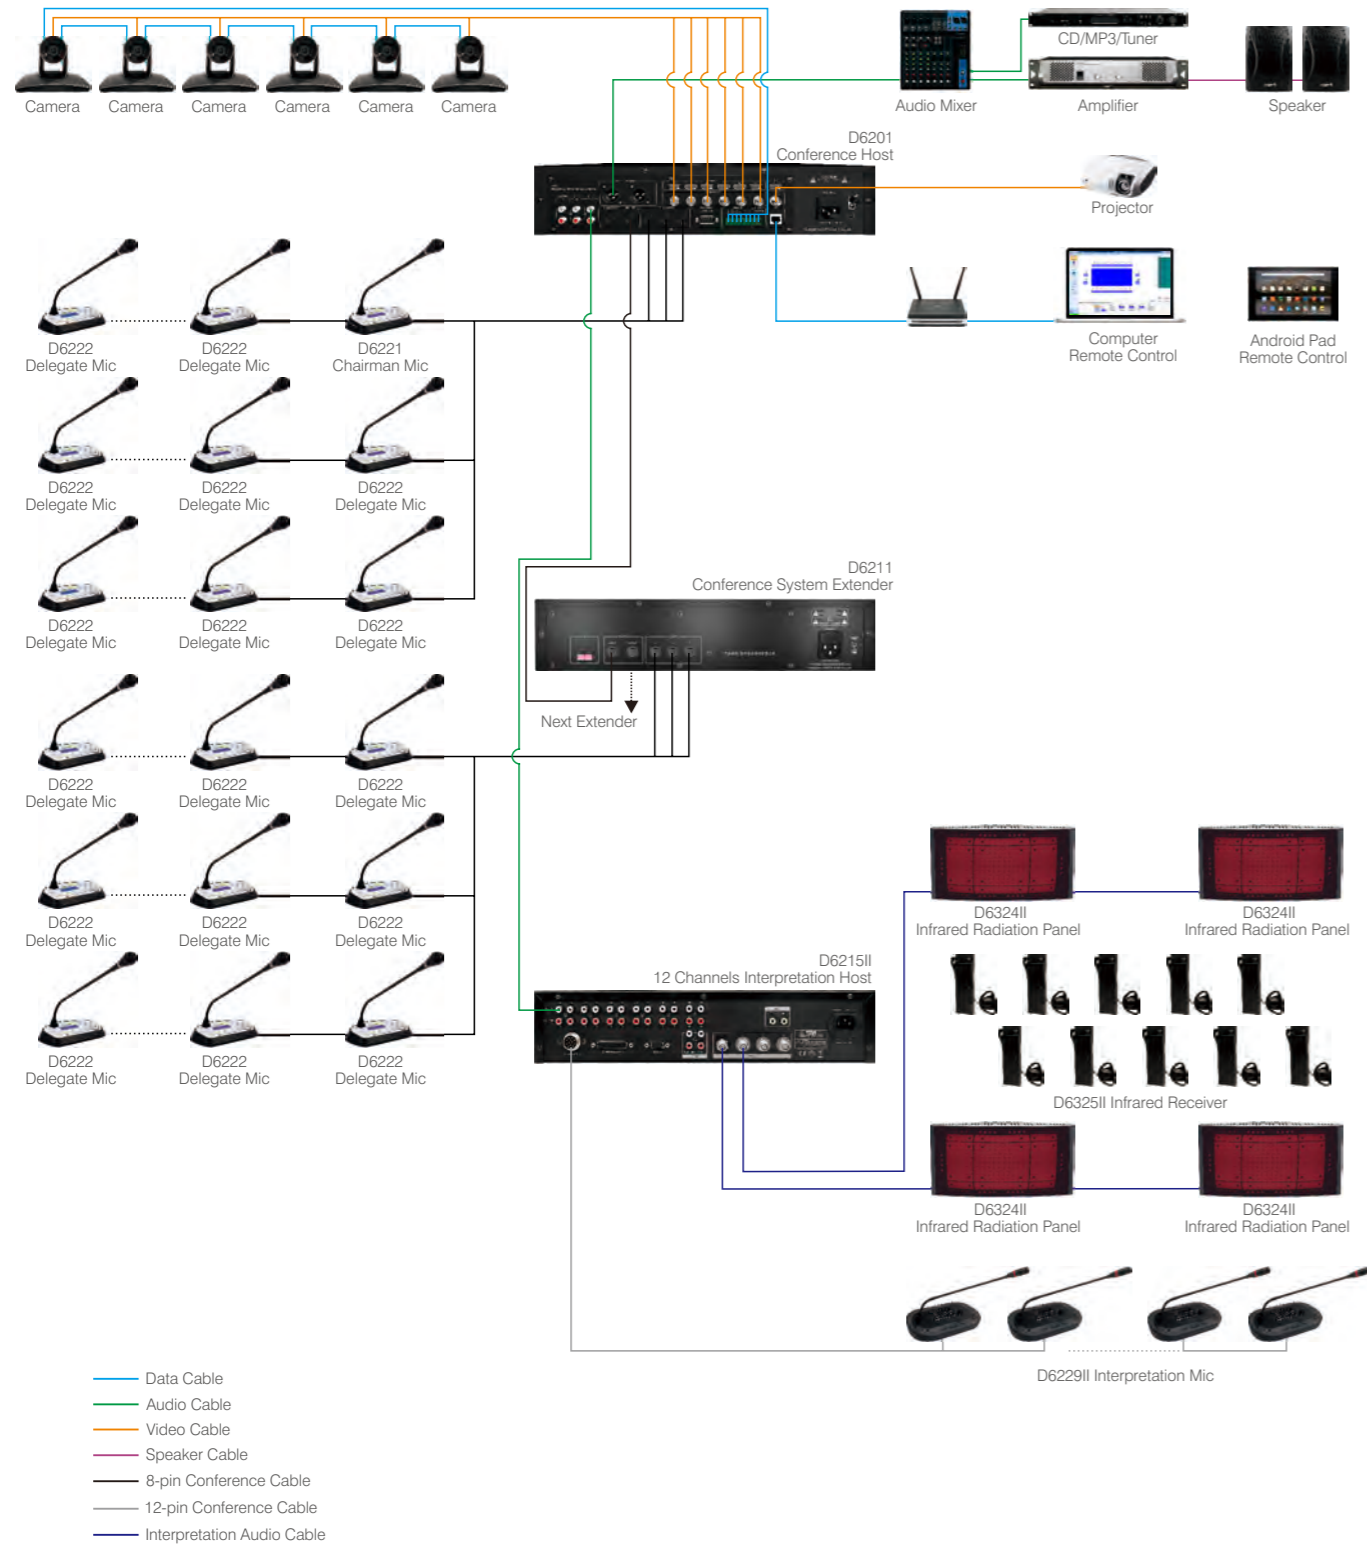 Camera
Camera
Camera
Camera
Camera
Camera
CD/MP3/Tuner
Audio Mixer
Amplifier
Speaker
D6201
Conference Host
Projector
Computer
Remote Control
Android Pad
Remote Control
D6222
Delegate Mic
D6222
Delegate Mic
D6221
Chairman Mic
D6222
Delegate Mic
D6222
Delegate Mic
D6222
Delegate Mic
D6222
Delegate Mic
D6222
Delegate Mic
D6222
Delegate Mic
D6211
Conference System Extender
Next Extender
D6222
Delegate Mic
D6222
Delegate Mic
D6222
Delegate Mic
D6222
Delegate Mic
D6222
Delegate Mic
D6222
Delegate Mic
D6222
Delegate Mic
D6222
Delegate Mic
D6222
Delegate Mic
D6215II
12 Channels Interpretation Host
D6324II
Infrared Radiation Panel
D6324II
Infrared Radiation Panel
D6325II Infrared Receiver
D6324II
Infrared Radiation Panel
D6324II
Infrared Radiation Panel
D6229II Interpretation Mic
Data Cable
Audio Cable
Video Cable
Speaker Cable
8-pin Conference Cable
12-pin Conference Cable
Interpretation Audio Cable